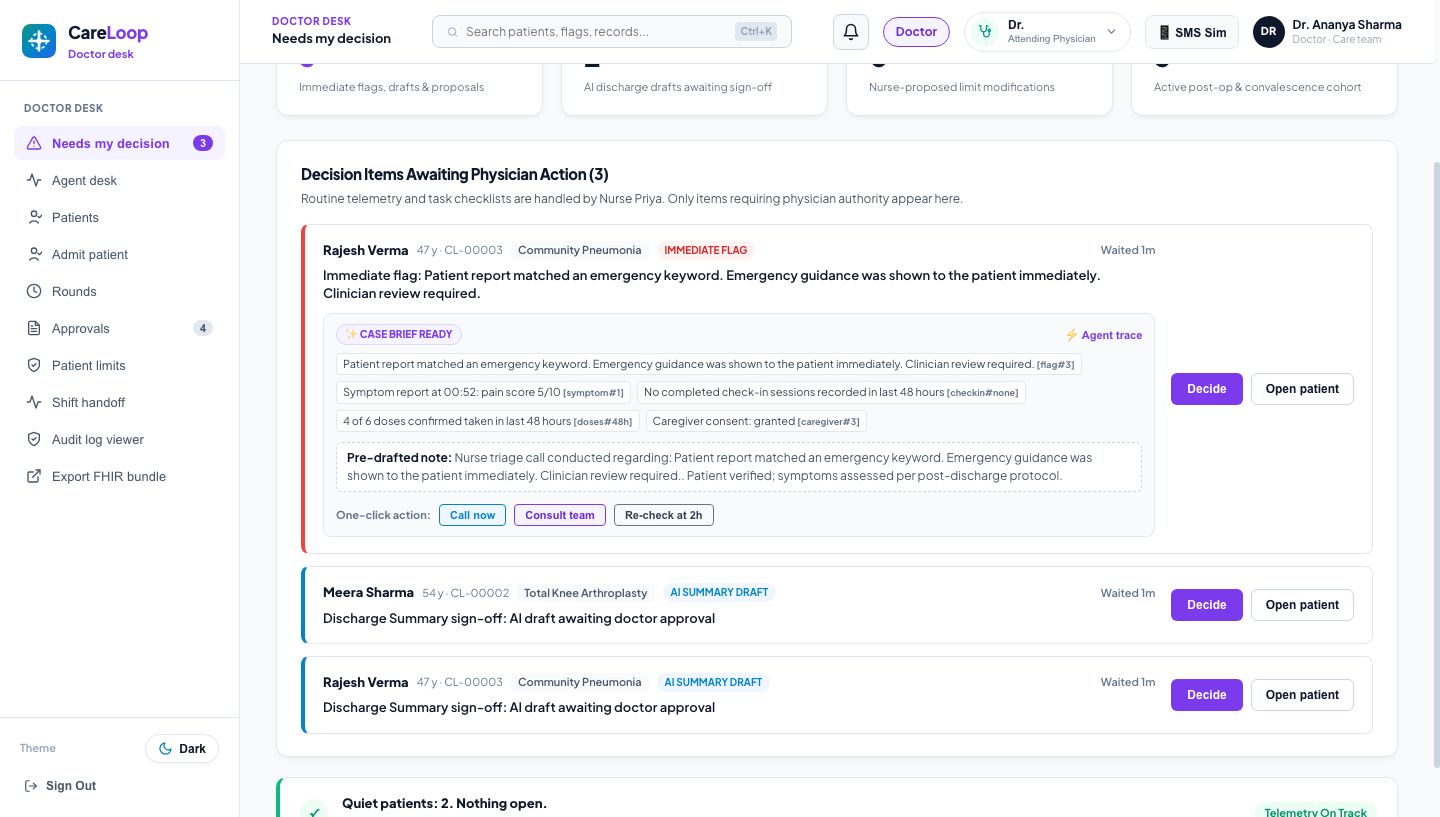 CareLoop
Doctor desk
DOCTOR DESK
Needs my decision 3
Agent desk
Patients
Admit patient
Rounds
Approvals 4
Patient limits
Shift handoff
Audit log viewer
Export FHIR bundle
Theme Dark
Sign Out
DOCTOR DESK
Needs my decision
Search patients, flags, records... Ctrl+K
Doctor
Dr.
Attending Physician
SMS Sim
DR
Dr. Ananya Sharma
Doctor · Care team
Immediate flags, drafts & proposals
AI discharge drafts awaiting sign-off
Nurse-proposed limit modifications
Active post-op & convalescence cohort
Decision Items Awaiting Physician Action (3)
Routine telemetry and task checklists are handled by Nurse Priya. Only items requiring physician authority appear here.
Rajesh Verma 47 y · CL-00003 Community Pneumonia IMMEDIATE FLAG Waited 1m
Immediate flag: Patient report matched an emergency keyword. Emergency guidance was shown to the patient immediately.
Clinician review required.
✨ CASE BRIEF READY ⚡ Agent trace
Patient report matched an emergency keyword. Emergency guidance was shown to the patient immediately. Clinician review required. [flag#3]
Symptom report at 00:52: pain score 5/10 [symptom#1] No completed check-in sessions recorded in last 48 hours [checkin#none]
4 of 6 doses confirmed taken in last 48 hours [doses#48h] Caregiver consent: granted [caregiver#3]
Pre-drafted note: Nurse triage call conducted regarding: Patient report matched an emergency keyword. Emergency guidance was
shown to the patient immediately. Clinician review required.. Patient verified; symptoms assessed per post-discharge protocol.
One-click action: Call now Consult team Re-check at 2h
Decide Open patient
Meera Sharma 54 y · CL-00002 Total Knee Arthroplasty AI SUMMARY DRAFT Waited 1m
Discharge Summary sign-off: AI draft awaiting doctor approval
Decide Open patient
Rajesh Verma 47 y · CL-00003 Community Pneumonia AI SUMMARY DRAFT Waited 1m
Discharge Summary sign-off: AI draft awaiting doctor approval
Decide Open patient
Quiet patients: 2. Nothing open.
Telemetry On Track